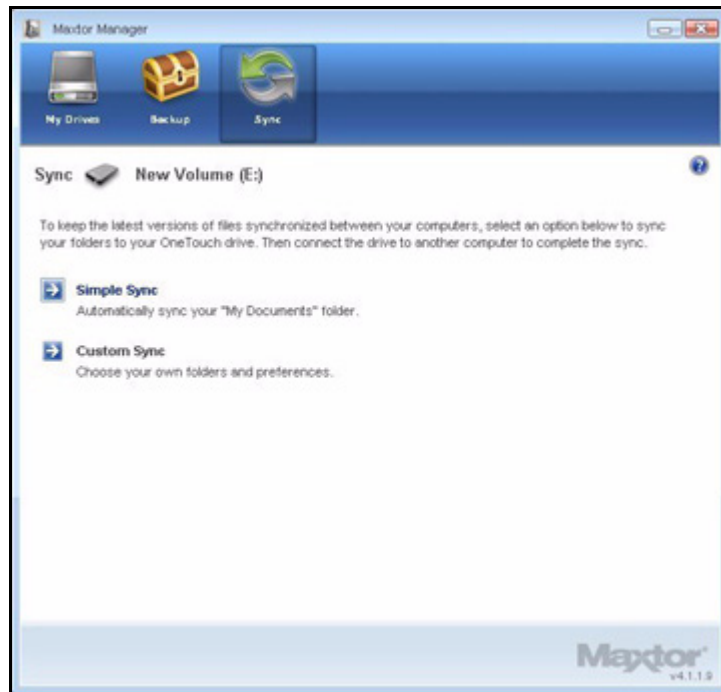 Maxtor Manager
My Drives
Backup
Sync
Sync New Volume (E:)
To keep the latest versions of files synchronized between your computers, select an option below to sync
your folders to your OneTouch drive. Then connect the drive to another computer to complete the sync.
Simple Sync
Automatically sync your "My Documents" folder.
Custom Sync
Choose your own folders and preferences.
Maxtor
v4.1.1.9